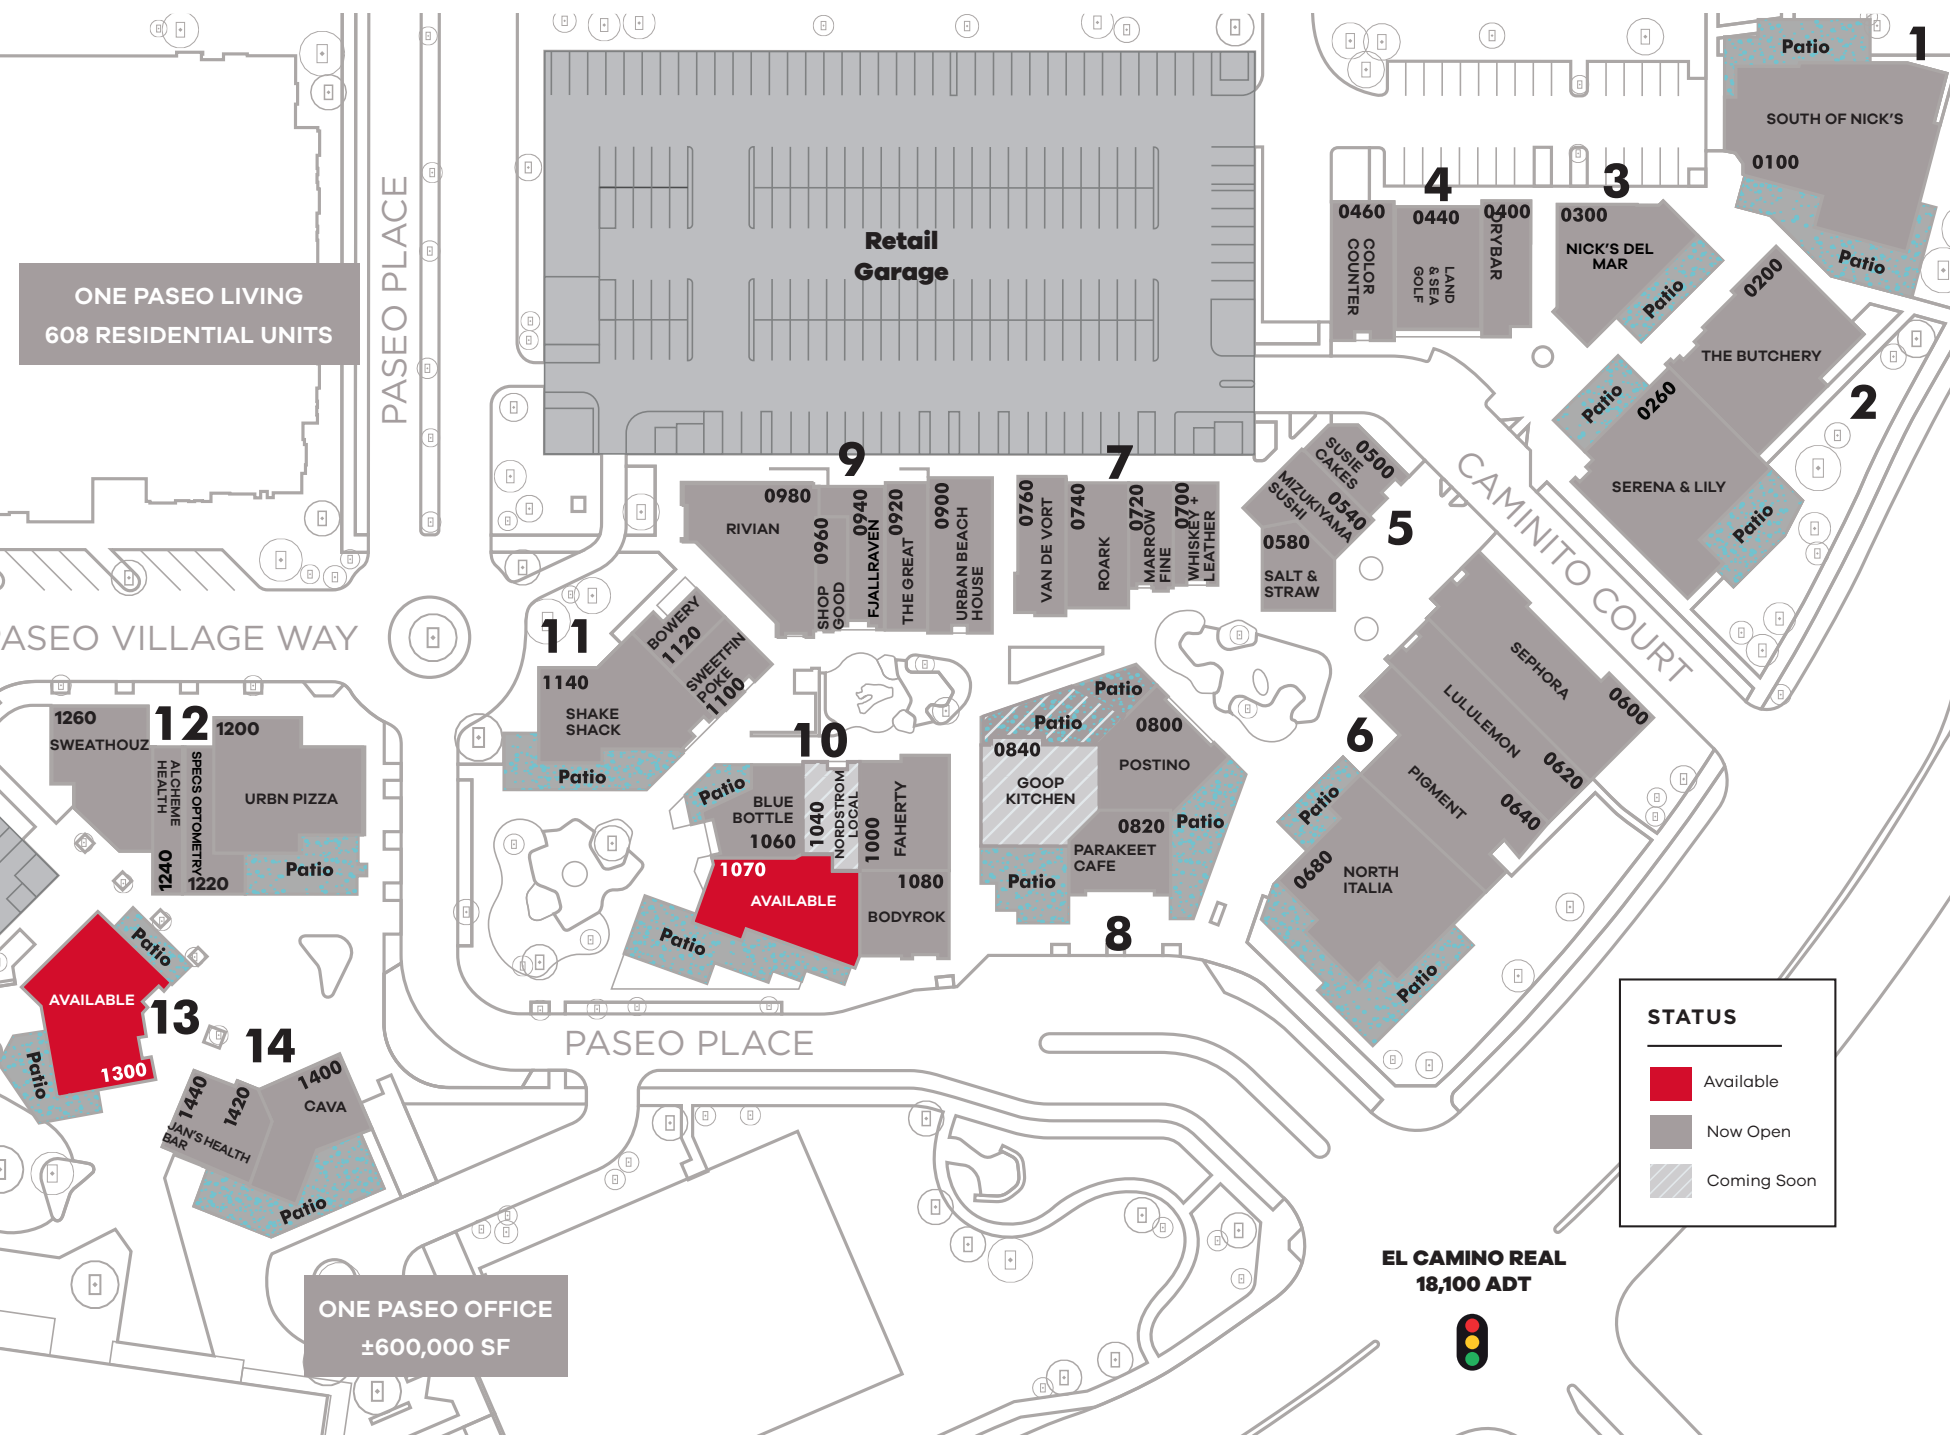 1
Patio
SOUTH OF NICK'S
0100
Patio
3
0300
NICK'S DEL
MAR
Patio
4
0460
COLOR
COUNTER
0440
LAND
& SEA
GOLF
0400
DRYBAR
0200
THE BUTCHERY
2
Patio
0260
SERENA & LILY
Patio
Retail
Garage
PASEO PLACE
ONE PASEO LIVING
608 RESIDENTIAL UNITS
CAMINITO COURT
9
0980
RIVIAN
0960
SHOP
GOOD
0940
FJALLRAVEN
0920
THE GREAT
0900
URBAN BEACH
HOUSE
7
0760
VAN DE VORT
0740
ROARK
0720
MARROW
FINE
0700
WHISKEY +
LEATHER
5
0500
SUSIE
CAKES
0540
MIZUKIYAMA
SUSHI
0580
SALT &
STRAW
PASEO VILLAGE WAY
11
BOWERY
1120
SWEETFIN
POKE
1100
1140
SHAKE
SHACK
Patio
12
1260
SWEATHOUZ
1200
URBN PIZZA
ALCHEME
HEALTH
1240
SPECS OPTOMETRY
1220
Patio
10
Patio
BLUE
BOTTLE
1060
1040
NORDSTROM
LOCAL
1000
FAHERTY
1070
AVAILABLE
1080
BODYROK
Patio
Patio
Patio
0800
POSTINO
0840
GOOP
KITCHEN
0820
PARAKEET
CAFE
Patio
Patio
8
6
SEPHORA
0600
LULULEMON
0620
PIGMENT
0640
Patio
0680
NORTH
ITALIA
Patio
Patio
AVAILABLE
13
1300
Patio
14
1440
1420
JAN'S HEALTH
BAR
1400
CAVA
Patio
PASEO PLACE
ONE PASEO OFFICE
±600,000 SF
STATUS
Available
Now Open
Coming Soon
EL CAMINO REAL
18,100 ADT